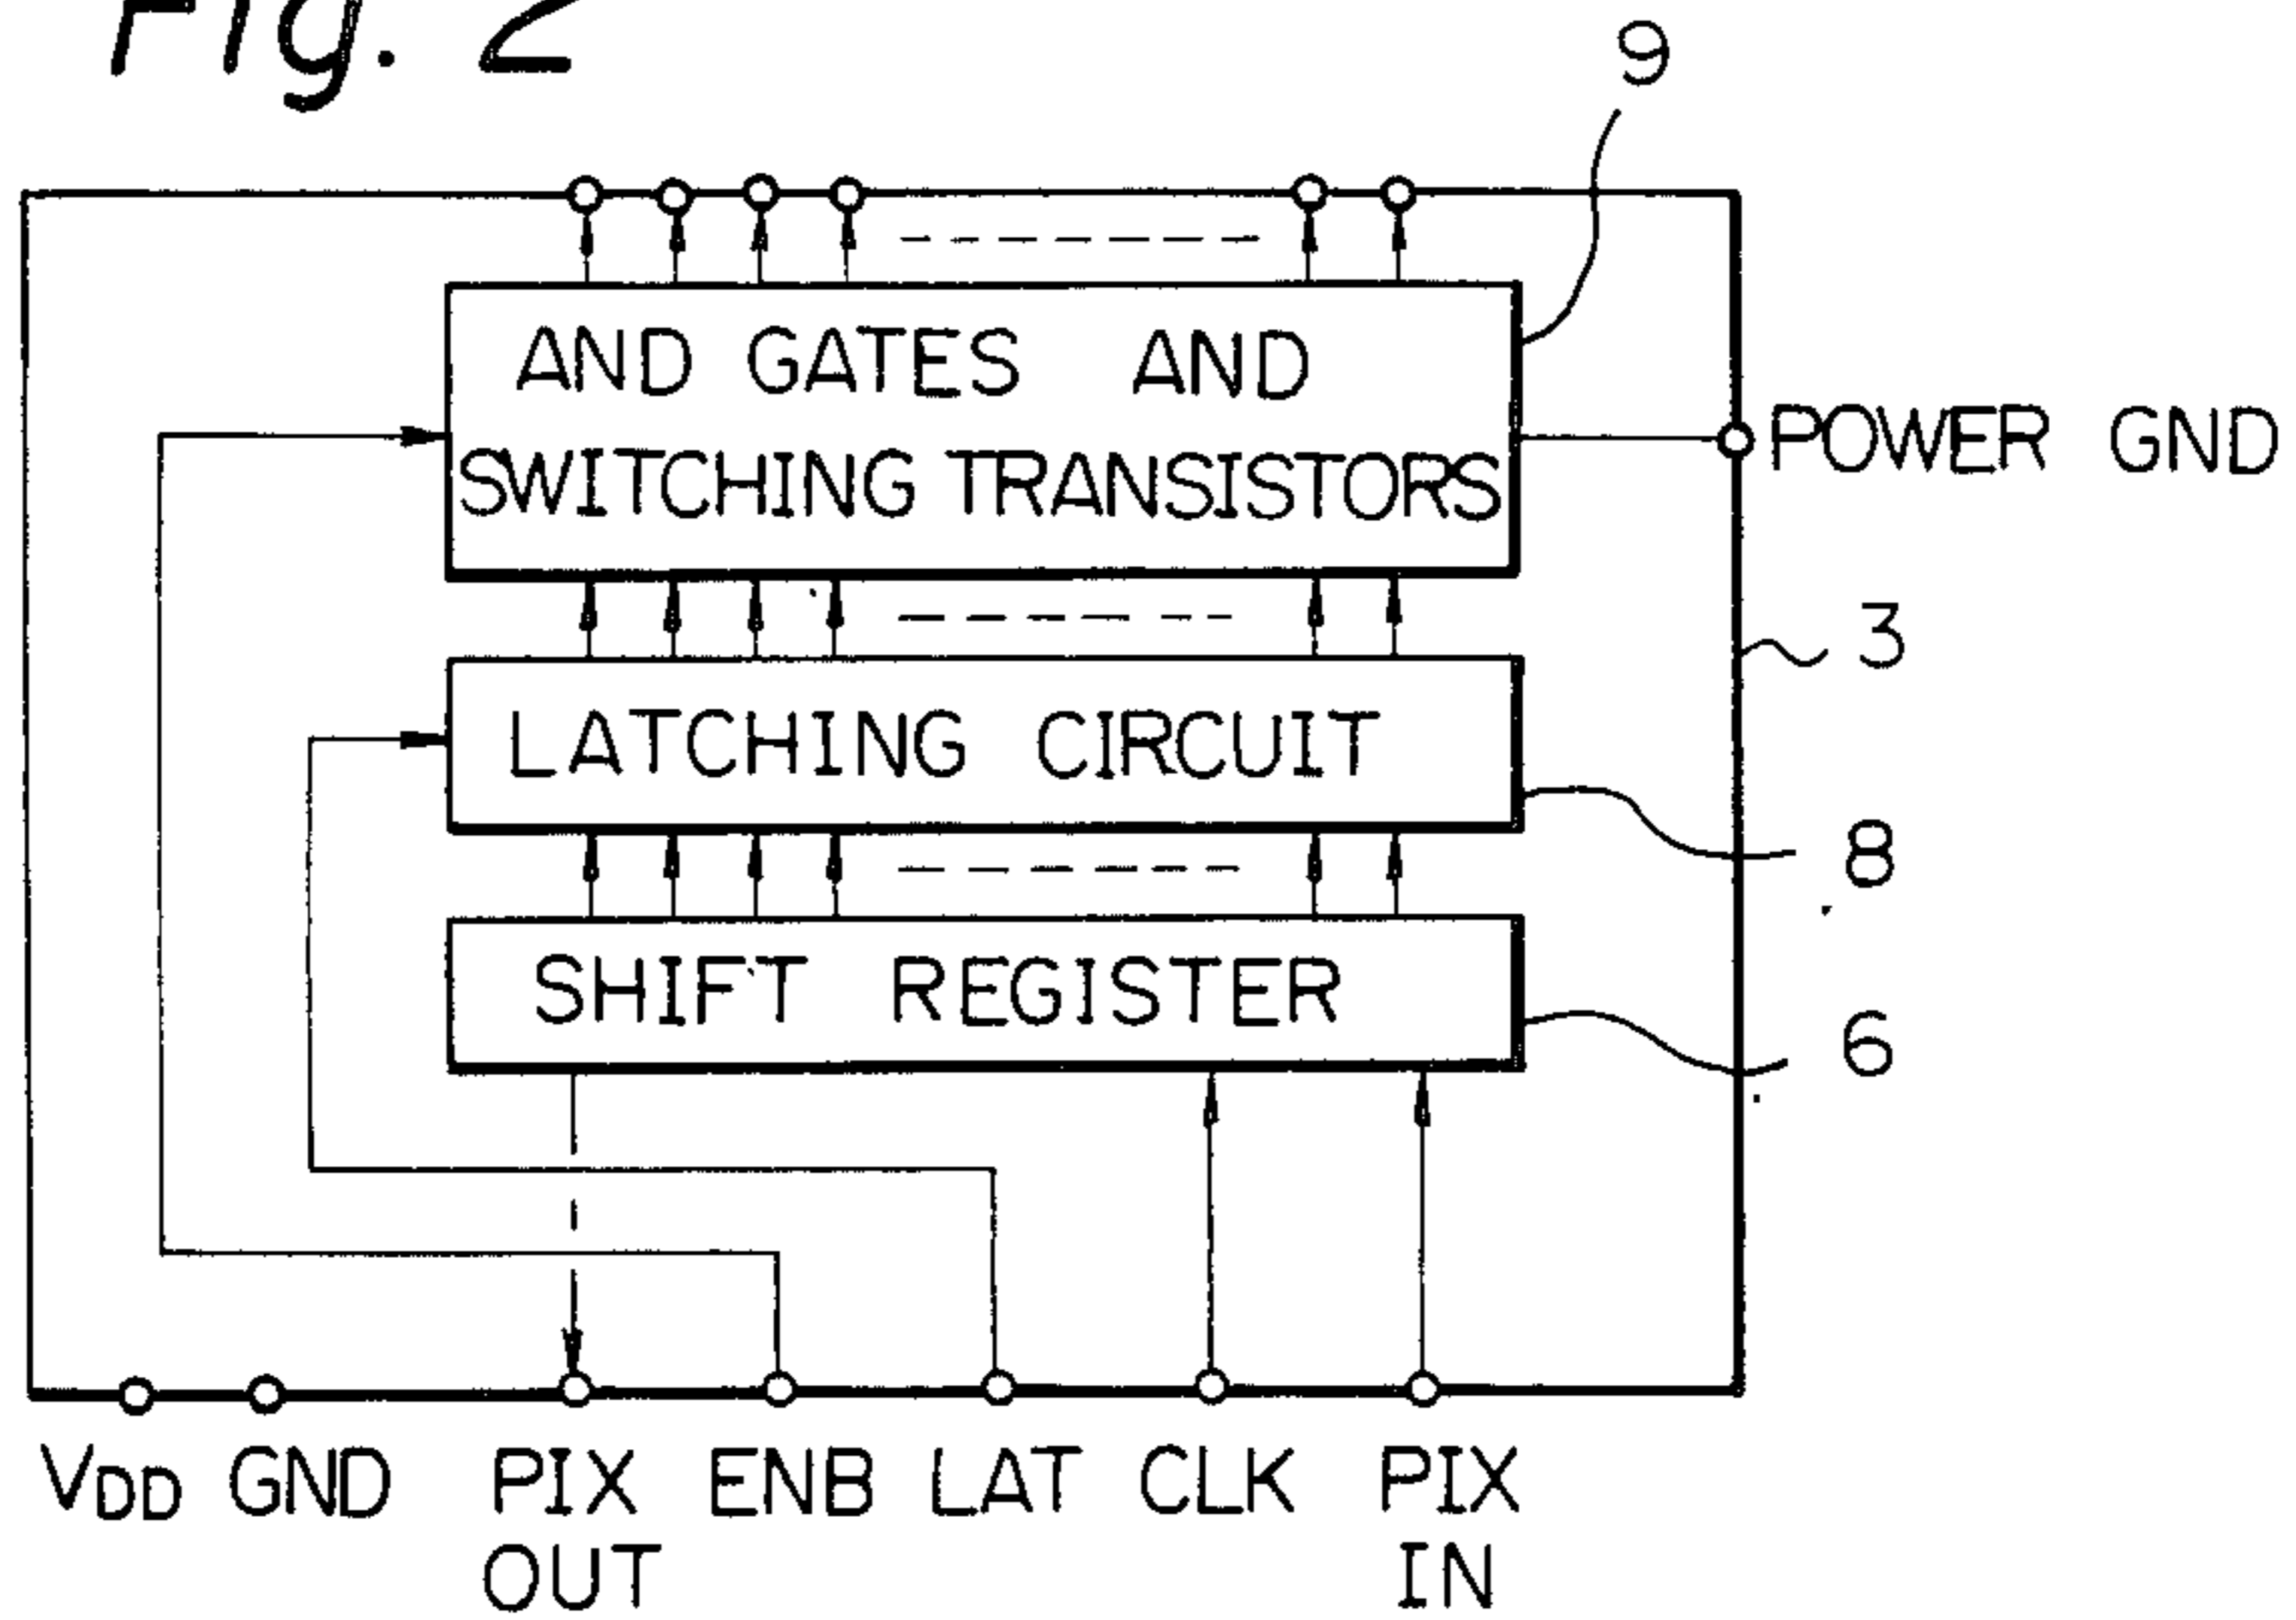 Fig. 2
9
AND GATES AND
SWITCHING TRANSISTORS
POWER GND
3
LATCHING CIRCUIT
8
SHIFT REGISTER
6
VDD GND PIX ENB LAT CLK PIX
OUT IN